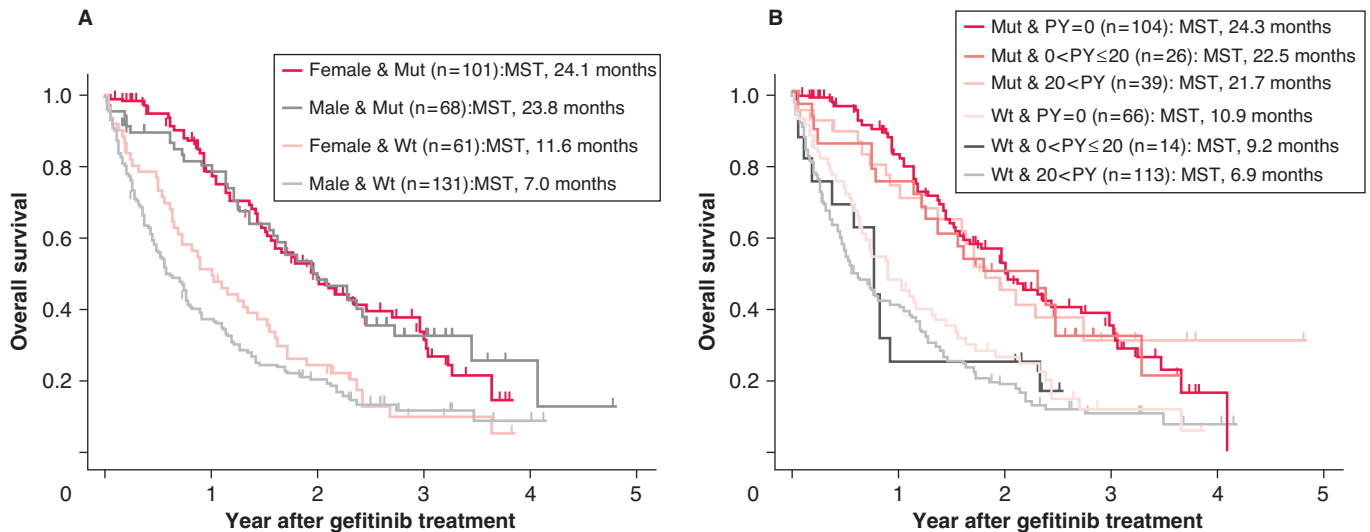 A
Female & Mut (n=101):MST, 24.1 months
Male & Mut (n=68):MST, 23.8 months
Female & Wt (n=61):MST, 11.6 months
Male & Wt (n=131):MST, 7.0 months
1.0
0.8
0.6
0.4
0.2
Overall survival
0 1 2 3 4 5
Year after gefitinib treatment
B
Mut & PY=0 (n=104): MST, 24.3 months
Mut & 0<PY≤20 (n=26): MST, 22.5 months
Mut & 20<PY (n=39): MST, 21.7 months
Wt & PY=0 (n=66): MST, 10.9 months
Wt & 0<PY≤20 (n=14): MST, 9.2 months
Wt & 20<PY (n=113): MST, 6.9 months
1.0
0.8
0.6
0.4
0.2
Overall survival
0 1 2 3 4 5
Year after gefitinib treatment